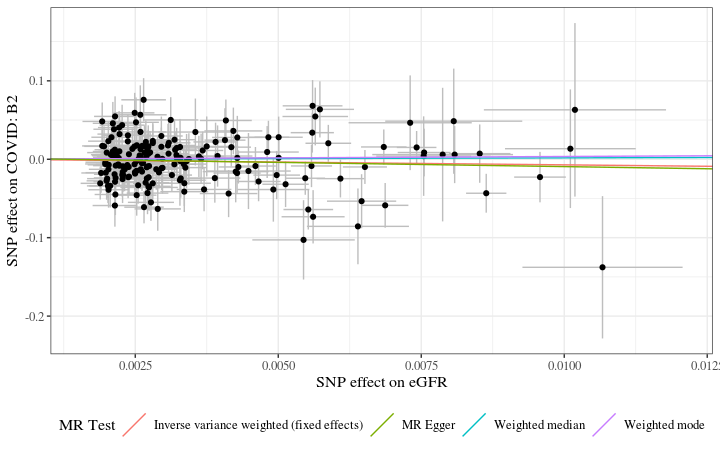 SNP effect on COVID: B2
0.1
0.0
-0.1
-0.2
0.0025 0.0050 0.0075 0.0100
SNP effect on eGFR
MR Test Inverse variance weighted (fixed effects) MR Egger Weighted median Weighted mode